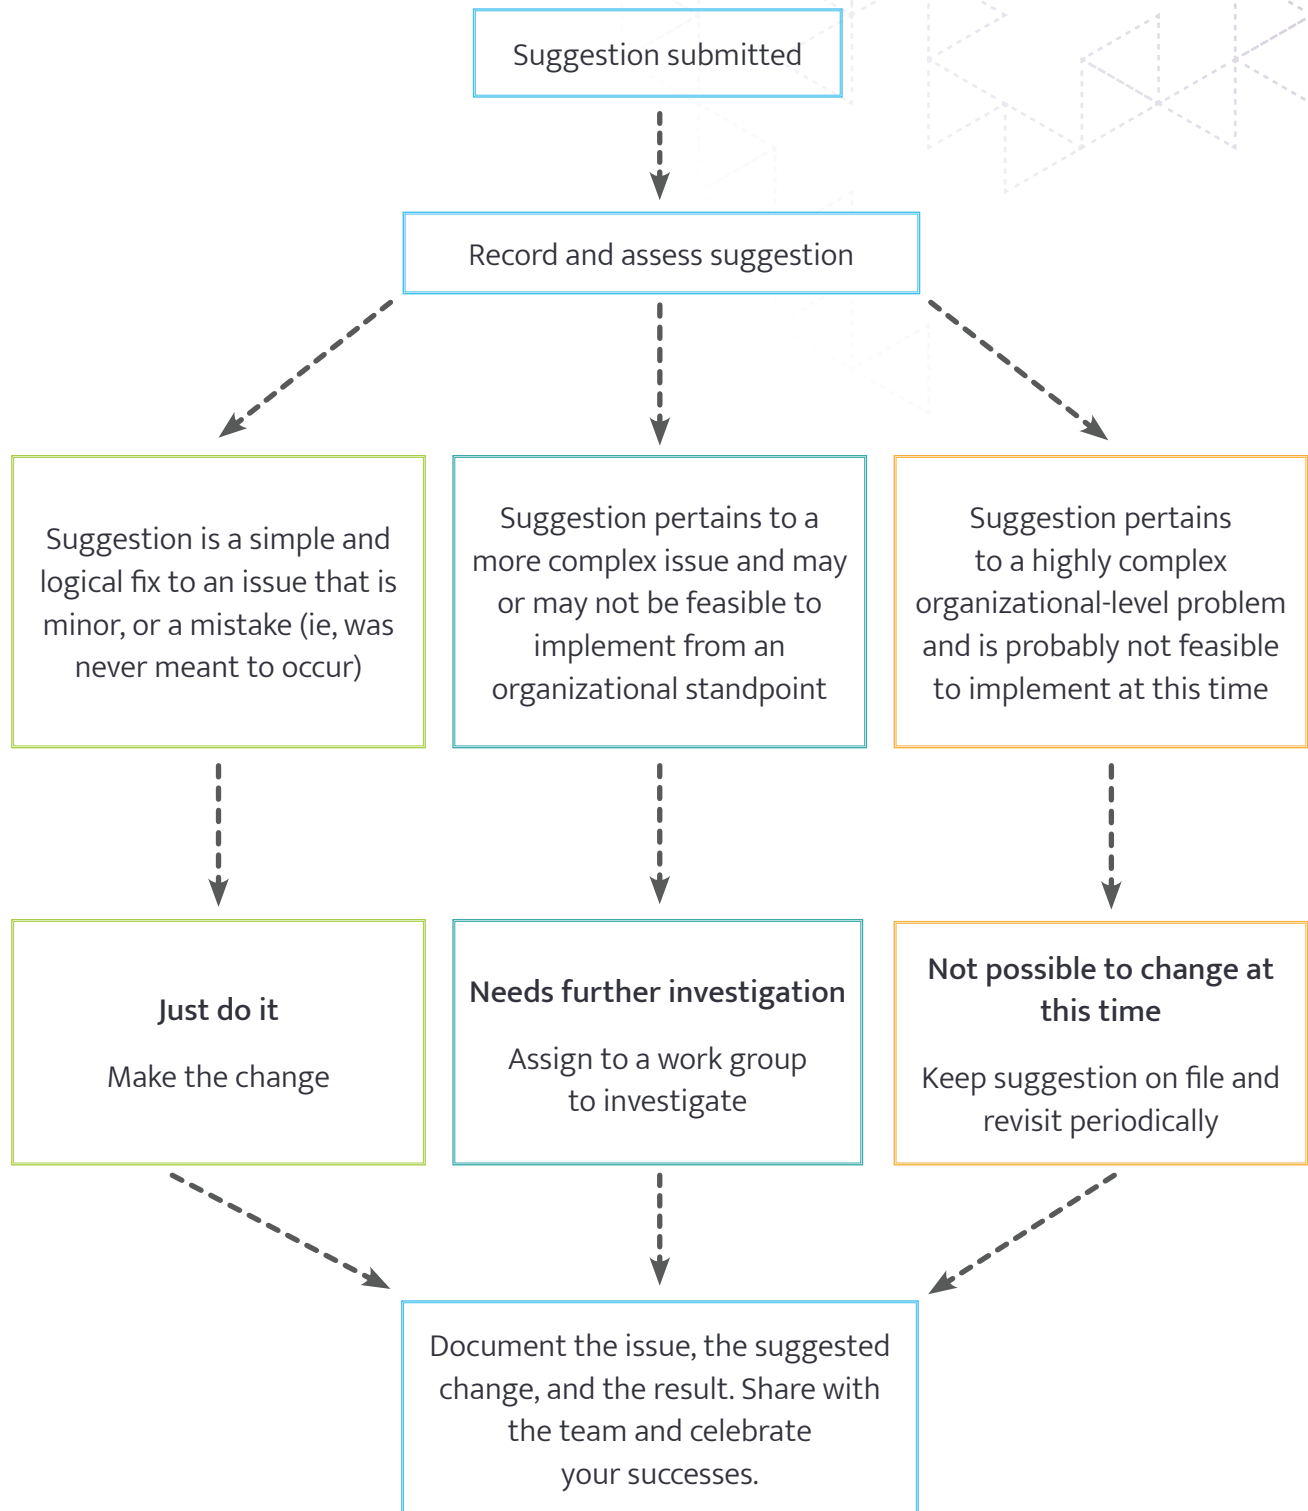 Suggestion submitted
Record and assess suggestion
Suggestion is a simple and
logical fix to an issue that is
minor, or a mistake (ie, was
never meant to occur)
Suggestion pertains to a
more complex issue and may
or may not be feasible to
implement from an
organizational standpoint
Suggestion pertains
to a highly complex
organizational-level problem
and is probably not feasible
to implement at this time
Just do it
Make the change
Needs further investigation
Assign to a work group
to investigate
Not possible to change at
this time
Keep suggestion on file and
revisit periodically
Document the issue, the suggested
change, and the result. Share with
the team and celebrate
your successes.